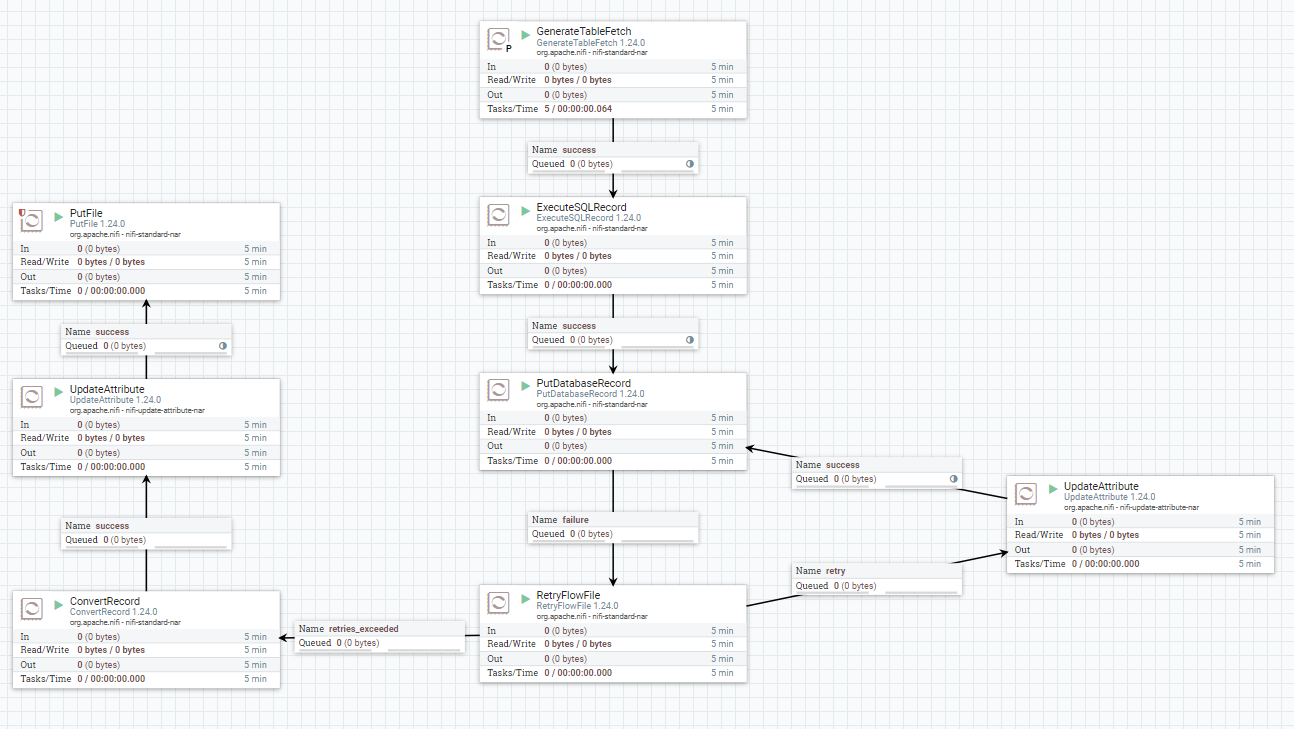 GenerateTableFetch
GenerateTableFetch 1.24.0
org.apache.nifi - nifi-standard-nar
P
In 0 (0 bytes) 5 min
Read/Write 0 bytes / 0 bytes 5 min
Out 0 (0 bytes) 5 min
Tasks/Time 5 / 00:00:00.064 5 min
Name success
Queued 0 (0 bytes)
ExecuteSQLRecord
ExecuteSQLRecord 1.24.0
org.apache.nifi - nifi-standard-nar
In 0 (0 bytes) 5 min
Read/Write 0 bytes / 0 bytes 5 min
Out 0 (0 bytes) 5 min
Tasks/Time 0 / 00:00:00.000 5 min
Name success
Queued 0 (0 bytes)
PutDatabaseRecord
PutDatabaseRecord 1.24.0
org.apache.nifi - nifi-standard-nar
In 0 (0 bytes) 5 min
Read/Write 0 bytes / 0 bytes 5 min
Out 0 (0 bytes) 5 min
Tasks/Time 0 / 00:00:00.000 5 min
Name failure
Queued 0 (0 bytes)
RetryFlowFile
RetryFlowFile 1.24.0
org.apache.nifi - nifi-standard-nar
In 0 (0 bytes) 5 min
Read/Write 0 bytes / 0 bytes 5 min
Out 0 (0 bytes) 5 min
Tasks/Time 0 / 00:00:00.000 5 min
Name retry
Queued 0 (0 bytes)
UpdateAttribute
UpdateAttribute 1.24.0
org.apache.nifi - nifi-update-attribute-nar
In 0 (0 bytes) 5 min
Read/Write 0 bytes / 0 bytes 5 min
Out 0 (0 bytes) 5 min
Tasks/Time 0 / 00:00:00.000 5 min
Name success
Queued 0 (0 bytes)
Name retries_exceeded
Queued 0 (0 bytes)
ConvertRecord
ConvertRecord 1.24.0
org.apache.nifi - nifi-standard-nar
In 0 (0 bytes) 5 min
Read/Write 0 bytes / 0 bytes 5 min
Out 0 (0 bytes) 5 min
Tasks/Time 0 / 00:00:00.000 5 min
Name success
Queued 0 (0 bytes)
UpdateAttribute
UpdateAttribute 1.24.0
org.apache.nifi - nifi-update-attribute-nar
In 0 (0 bytes) 5 min
Read/Write 0 bytes / 0 bytes 5 min
Out 0 (0 bytes) 5 min
Tasks/Time 0 / 00:00:00.000 5 min
Name success
Queued 0 (0 bytes)
PutFile
PutFile 1.24.0
org.apache.nifi - nifi-standard-nar
In 0 (0 bytes) 5 min
Read/Write 0 bytes / 0 bytes 5 min
Out 0 (0 bytes) 5 min
Tasks/Time 0 / 00:00:00.000 5 min